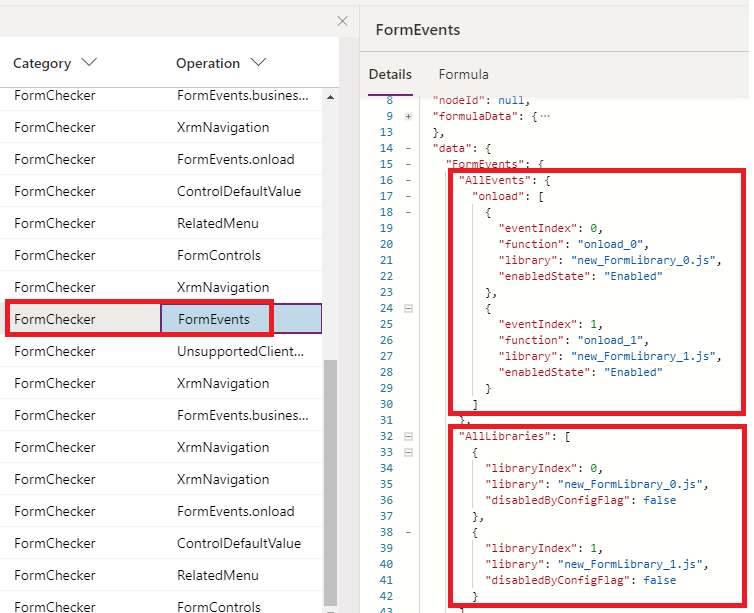 Category
Operation
FormChecker FormEvents.busines...
FormChecker XrmNavigation
FormChecker FormEvents.onload
FormChecker ControlDefaultValue
FormChecker RelatedMenu
FormChecker FormControls
FormChecker XrmNavigation
FormChecker FormEvents
FormChecker UnsupportedClient...
FormChecker XrmNavigation
FormChecker FormEvents.busines...
FormChecker XrmNavigation
FormChecker XrmNavigation
FormChecker FormEvents.onload
FormChecker ControlDefaultValue
FormChecker RelatedMenu
FormChecker FormControls
FormEvents
Details Formula
8 "nodeId": null,
9 + "formulaData": {...
13 },
14 - "data": {
15 - "FormEvents": {
16 - "AllEvents": {
17 - "onload": [
18 - {
19 "eventIndex": 0,
20 "function": "onload_0",
21 "library": "new_FormLibrary_0.js",
22 "enabledState": "Enabled"
23 },
24 - {
25 "eventIndex": 1,
26 "function": "onload_1",
27 "library": "new_FormLibrary_1.js",
28 "enabledState": "Enabled"
29 }
30 ]
31 },
32 - "AllLibraries": [
33 - {
34 "libraryIndex": 0,
35 "library": "new_FormLibrary_0.js",
36 "disabledByConfigFlag": false
37 },
38 - {
39 "libraryIndex": 1,
40 "library": "new_FormLibrary_1.js",
41 "disabledByConfigFlag": false
42 }
43 ]